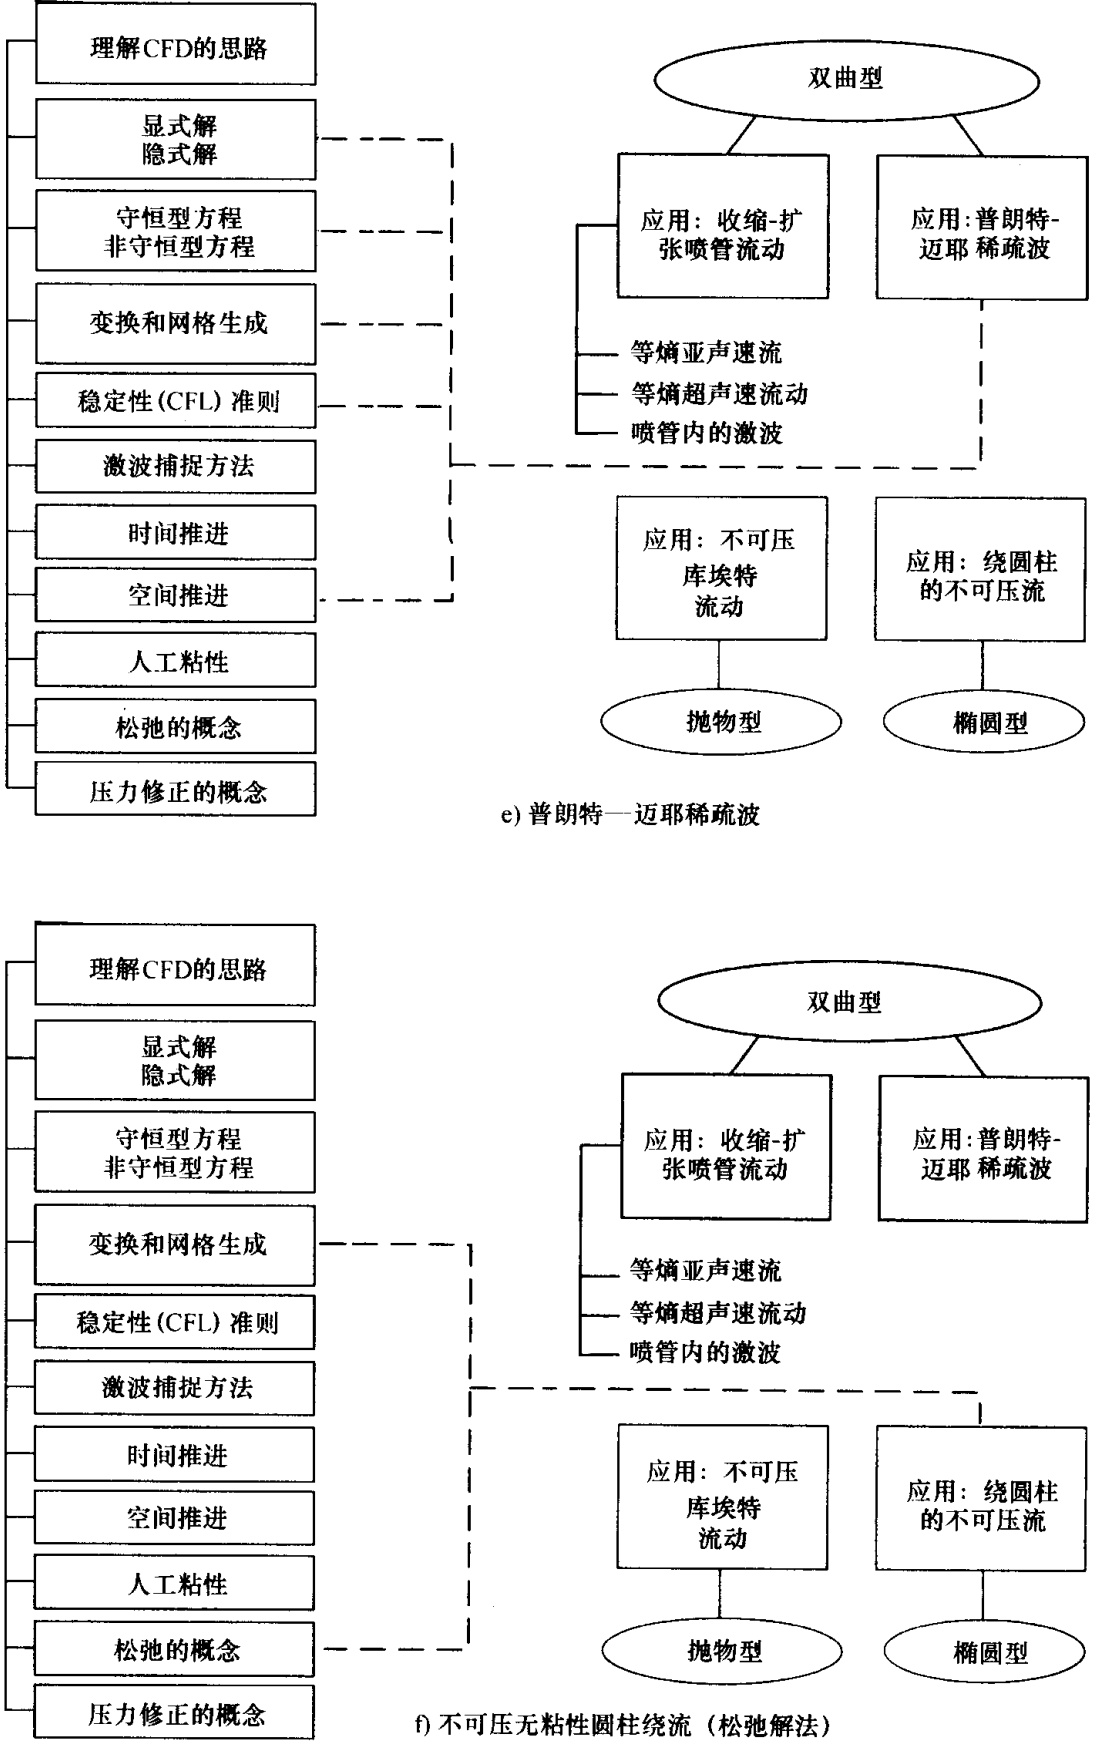 理解CFD的思路
显式解
隐式解
守恒型方程
非守恒型方程
变换和网格生成
稳定性(CFL) 准则
激波捕捉方法
时间推进
空间推进
人工粘性
松弛的概念
压力修正的概念
双曲型
应用：收缩-扩
张喷管流动
应用:普朗特-
迈耶 稀疏波
等熵亚声速流
等熵超声速流动
喷管内的激波
应用：不可压
库埃特
流动
应用：绕圆柱
的不可压流
抛物型
椭圆型
e) 普朗特—迈耶稀疏波
理解CFD的思路
显式解
隐式解
守恒型方程
非守恒型方程
变换和网格生成
稳定性(CFL) 准则
激波捕捉方法
时间推进
空间推进
人工粘性
松弛的概念
压力修正的概念
双曲型
应用：收缩-扩
张喷管流动
应用:普朗特-
迈耶 稀疏波
等熵亚声速流
等熵超声速流动
喷管内的激波
应用：不可压
库埃特
流动
应用：绕圆柱
的不可压流
抛物型
椭圆型
f) 不可压无粘性圆柱绕流（松弛解法）